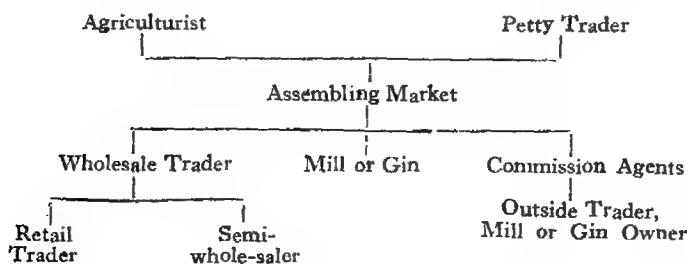 Agriculturist Petty Trader
Assembling Market
Wholesale Trader Mill or Gin Commission Agents
Retail Semi- Outside Trader,
Trader whole-saler Mill or Gin Owner